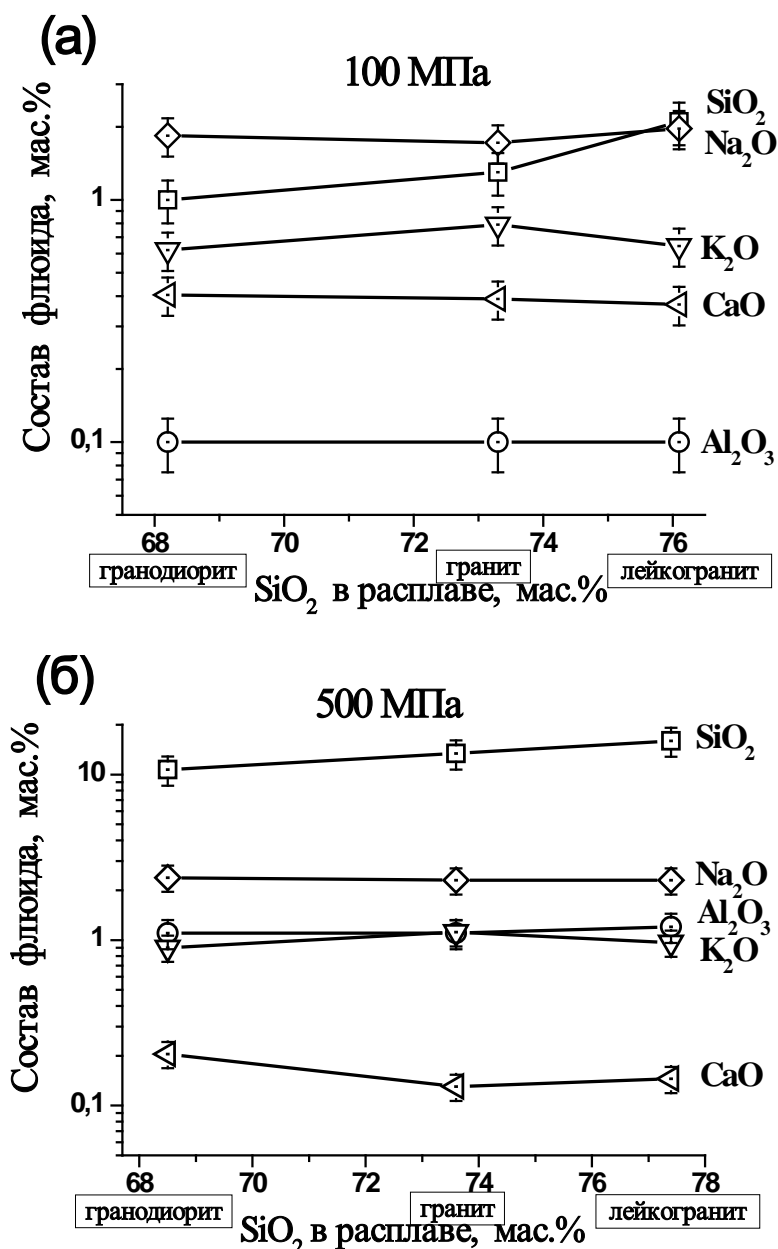 (а)
100 МПа
Состав флюида, мас.%
1
0,1
SiO₂
Na₂O
K₂O
CaO
Al₂O₃
68 70 72 74 76
гранодиорит гранит лейкогранит
SiO₂ в расплаве, мас.%
(б)
500 МПа
Состав флюида, мас.%
10
1
0,1
SiO₂
Na₂O
Al₂O₃
K₂O
CaO
68 70 72 74 76 78
гранодиорит гранит лейкогранит
SiO₂ в расплаве, мас.%